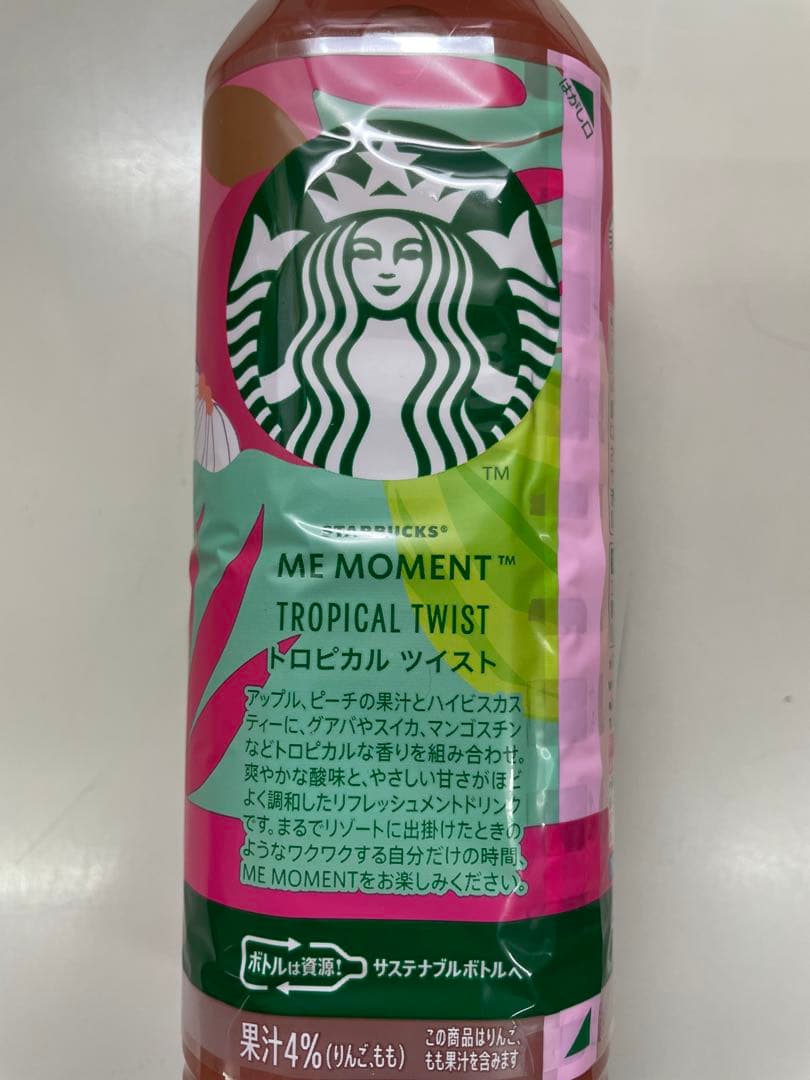 はがし口
TM
STARBUCKS®
ME MOMENT™
TROPICAL TWIST
トロピカル ツイスト
アップル、ピーチの果汁とハイビスカス
ティーに、グアバやスイカ、マンゴスチン
などトロピカルな香りを組み合わせ。
爽やかな酸味と、やさしい甘さがほど
よく調和したリフレッシュメントドリンク
です。まるでリゾートに出掛けたときの
ようなワクワクする自分だけの時間、
ME MOMENTをお楽しみください。
ボトルは資源! サステナブルボトルへ
果汁4%(りんご、もも) この商品はりんご、
もも果汁を含みます